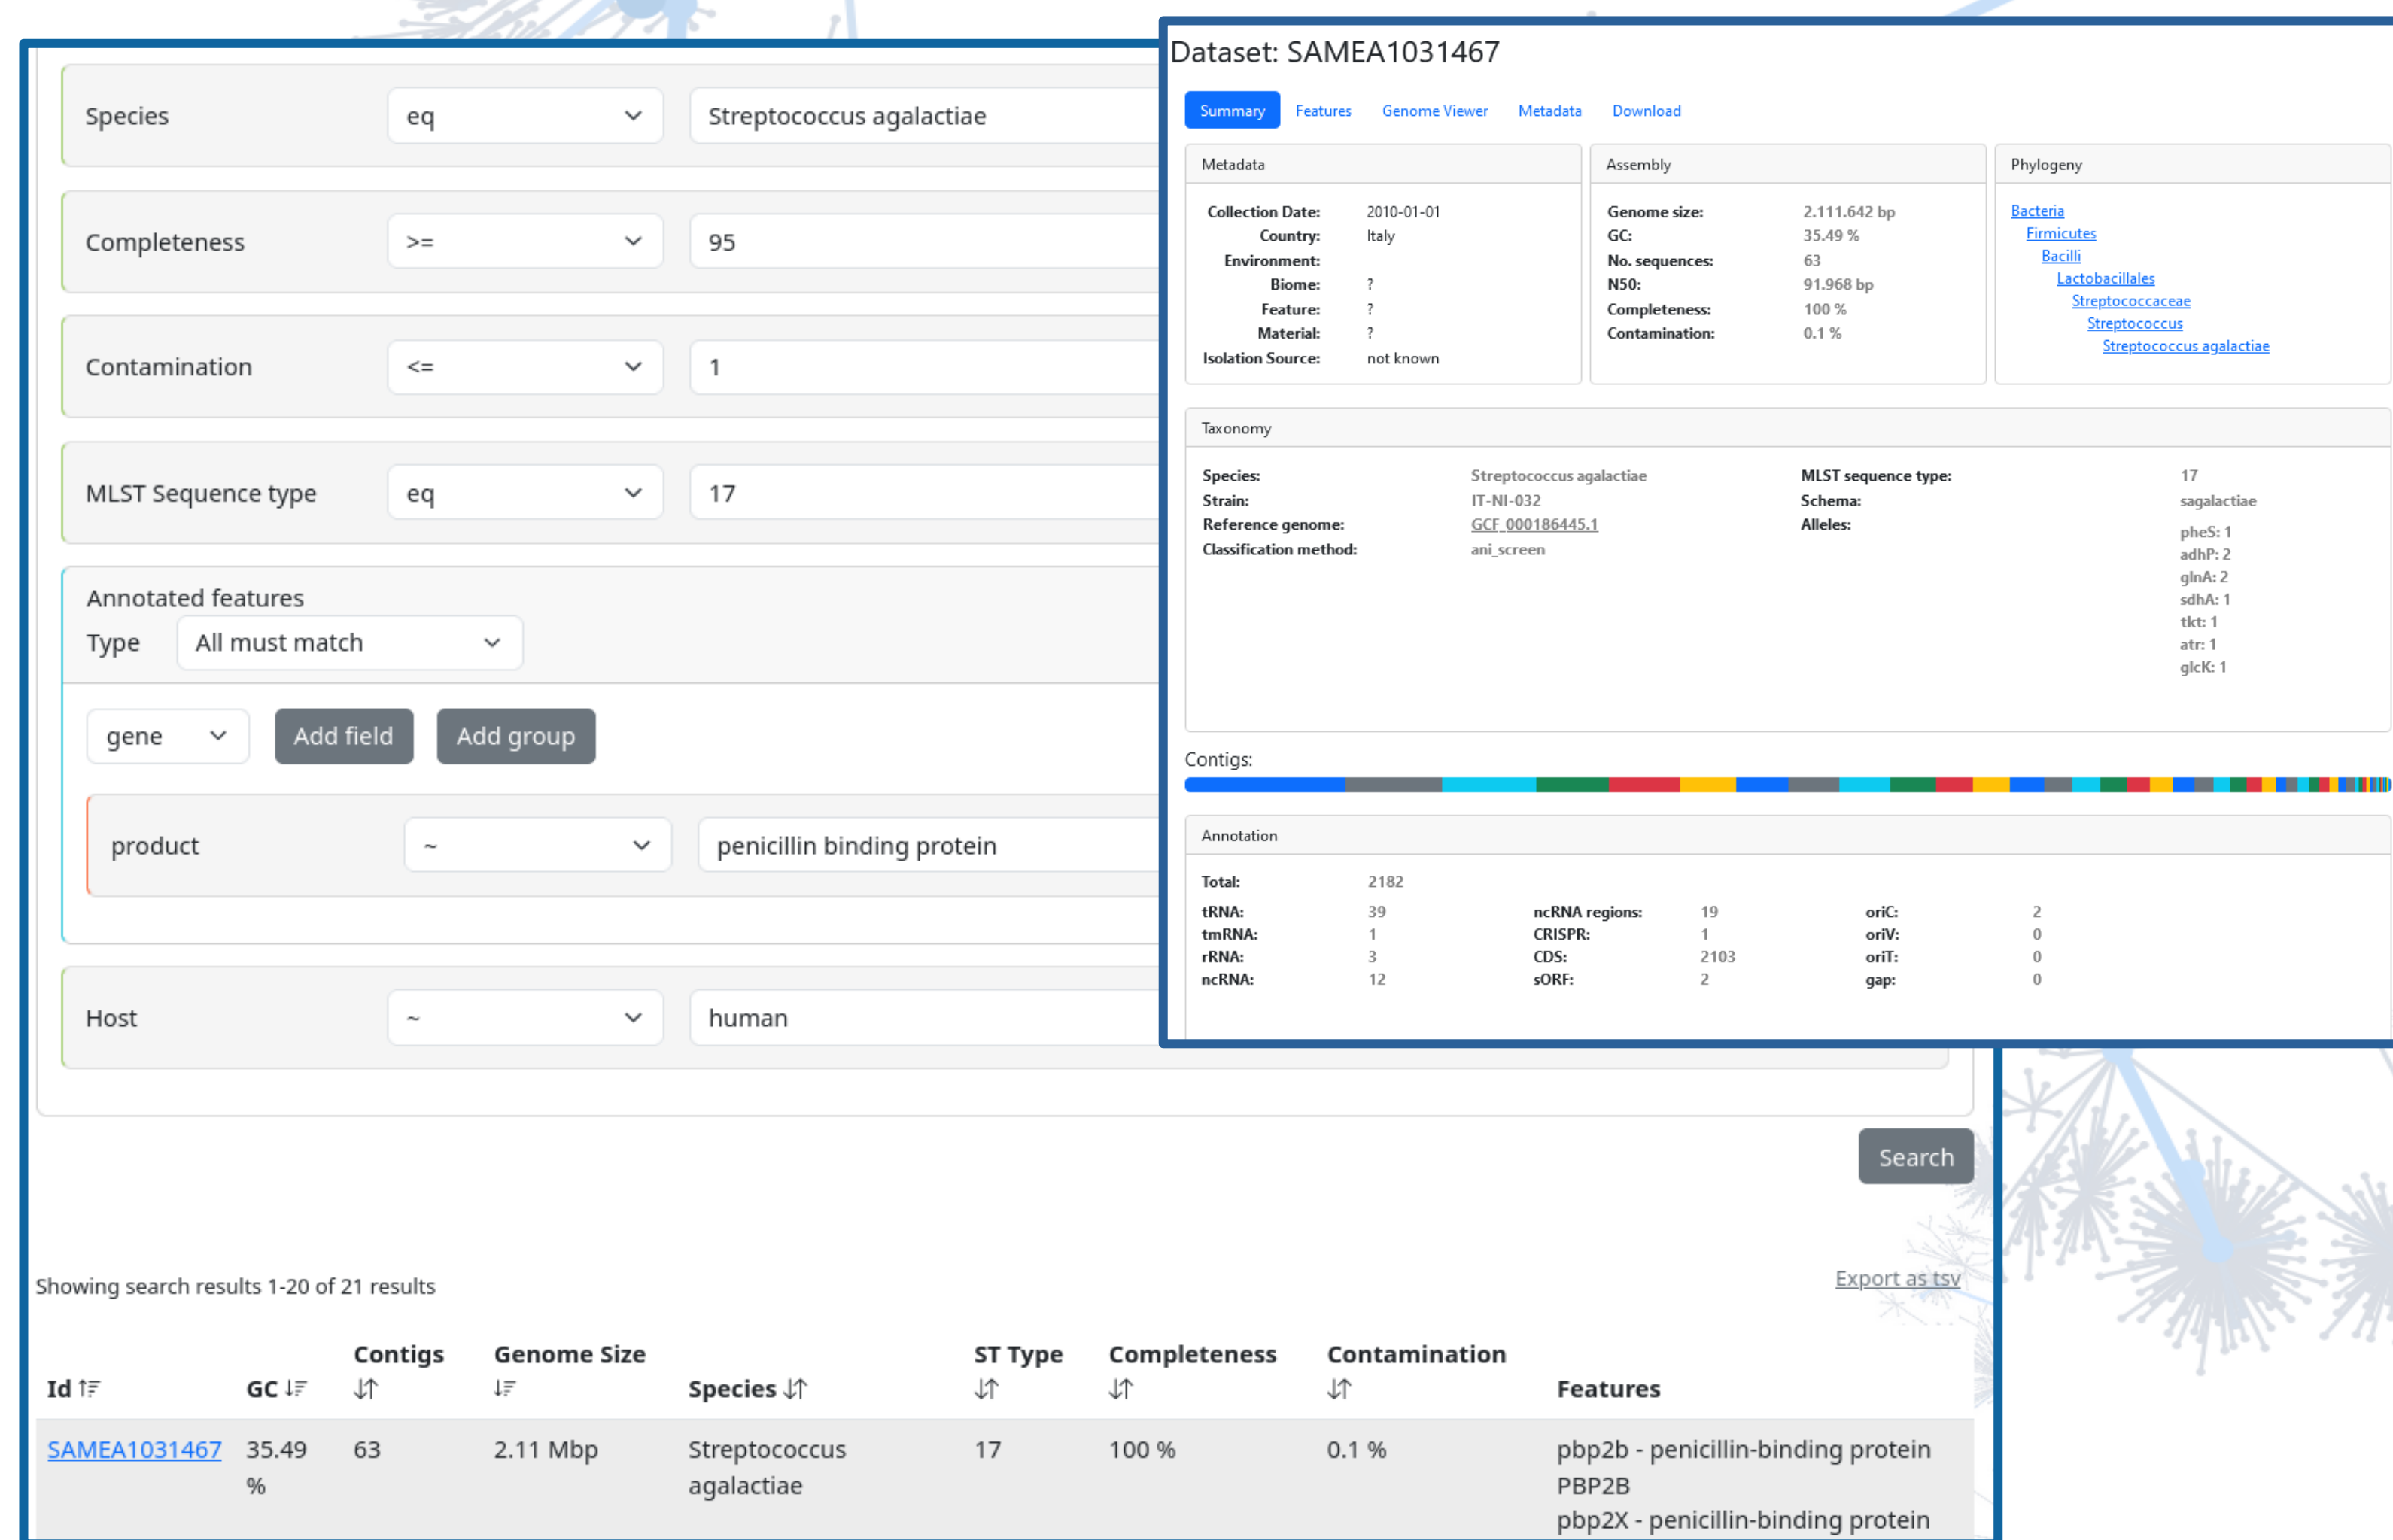 Species eq Streptococcus agalactiae
Completeness >= 95
Contamination <= 1
MLST Sequence type eq 17
Annotated features
Type All must match
gene Add field Add group
product ~ penicillin binding protein
Host ~ human
Search
Showing search results 1-20 of 21 results Export as tsv
Contigs Genome Size ST Type Completeness Contamination
Id GC Species Features
SAMEA1031467 35.49 63 2.11 Mbp Streptococcus 17 100 % 0.1 % pbp2b - penicillin-binding protein
% agalactiae PBP2B
pbp2X - penicillin-binding protein
Dataset: SAMEA1031467
Summary Features Genome Viewer Metadata Download
Metadata
Collection Date: 2010-01-01
Country: Italy
Environment:
Biome: ?
Feature: ?
Material: ?
Isolation Source: not known
Assembly
Genome size: 2.111.642 bp
GC: 35.49 %
No. sequences: 63
N50: 91.968 bp
Completeness: 100 %
Contamination: 0.1 %
Phylogeny
Bacteria
Firmicutes
Bacilli
Lactobacillales
Streptococcaceae
Streptococcus
Streptococcus agalactiae
Taxonomy
Species: Streptococcus agalactiae MLST sequence type: 17
Strain: IT-NI-032 Schema: sagalactiae
Reference genome: GCF_000186445.1 Alleles:
Classification method: ani_screen
pheS: 1
adhP: 2
glnA: 2
sdhA: 1
tkt: 1
atr: 1
glcK: 1
Contigs:
Annotation
Total: 2182
tRNA: 39 ncRNA regions: 19 oriC: 2
tmRNA: 1 CRISPR: 1 oriV: 0
rRNA: 3 CDS: 2103 oriT: 0
ncRNA: 12 sORF: 2 gap: 0